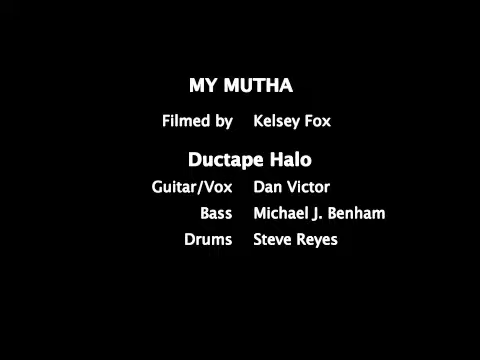 MY MUTHA
Filmed by Kelsey Fox
Ductape Halo
Guitar/Vox Dan Victor
Bass Michael J. Benham
Drums Steve Reyes